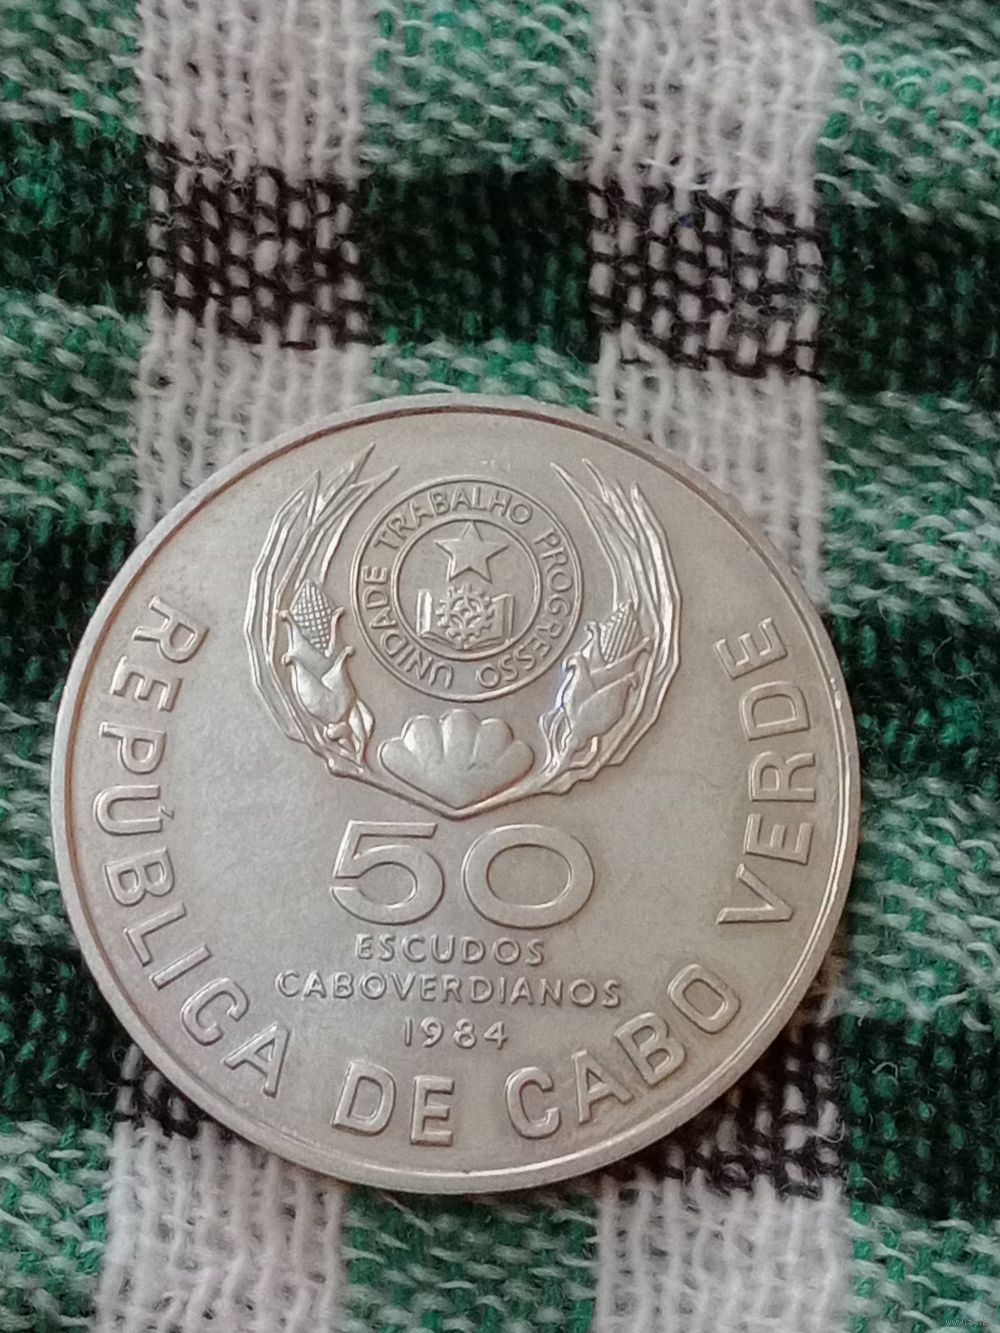 UNIDADE TRABALHO PROGRESSO
50
ESCUDOS
CABOVERDIANOS
1984
REPÚBLICA DE CABO VERDE